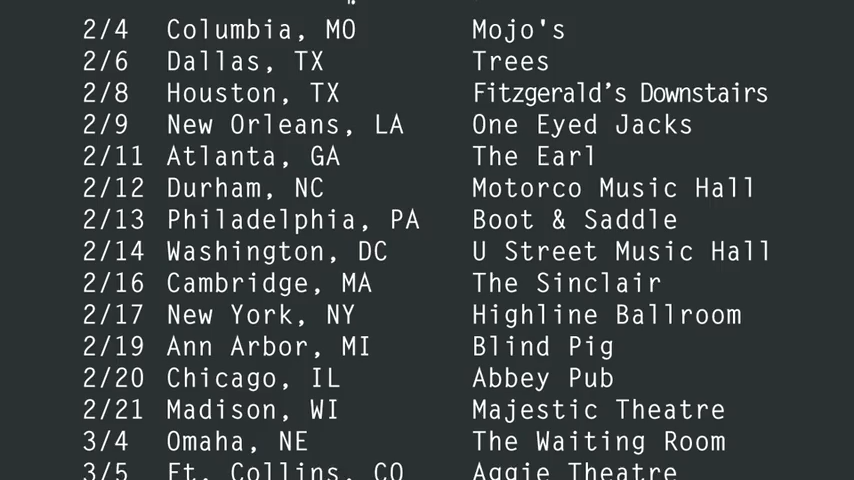 2/4 Columbia, MO Mojo's
2/6 Dallas, TX Trees
2/8 Houston, TX Fitzgerald’s Downstairs
2/9 New Orleans, LA One Eyed Jacks
2/11 Atlanta, GA The Earl
2/12 Durham, NC Motorco Music Hall
2/13 Philadelphia, PA Boot & Saddle
2/14 Washington, DC U Street Music Hall
2/16 Cambridge, MA The Sinclair
2/17 New York, NY Highline Ballroom
2/19 Ann Arbor, MI Blind Pig
2/20 Chicago, IL Abbey Pub
2/21 Madison, WI Majestic Theatre
3/4 Omaha, NE The Waiting Room
3/5 Ft. Collins, CO Aggie Theatre